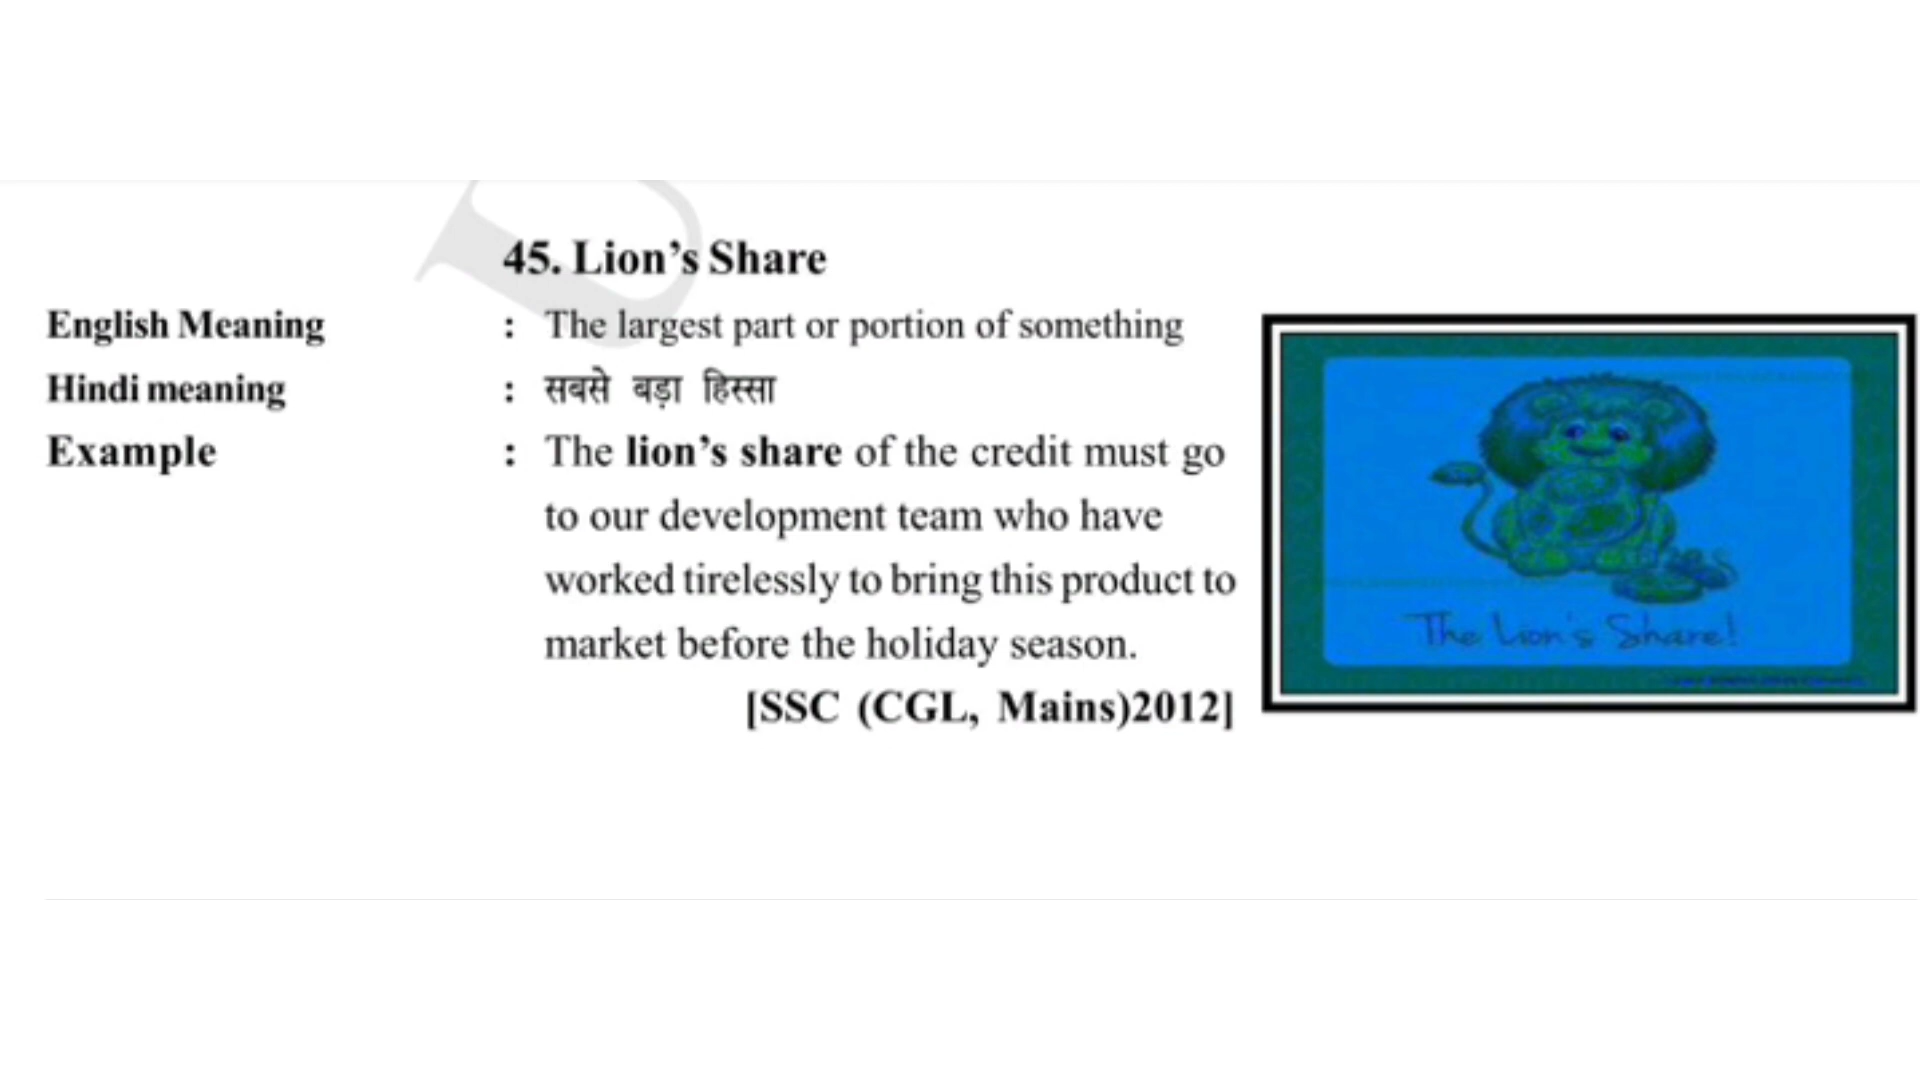 45. Lion's Share
English Meaning : The largest part or portion of something
Hindi meaning : सबसे बड़ा हिस्सा
Example : The lion's share of the credit must go
to our development team who have
worked tirelessly to bring this product to
market before the holiday season.
[SSC (CGL, Mains)2012]
The Lion's Share!